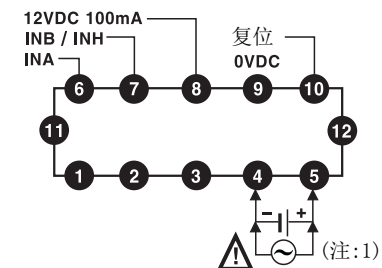 12VDC 100mA
INB / INH
INA
复位
0VDC
6 7 8 9 10
11 12
1 2 3 4 5
- +
(注:1)